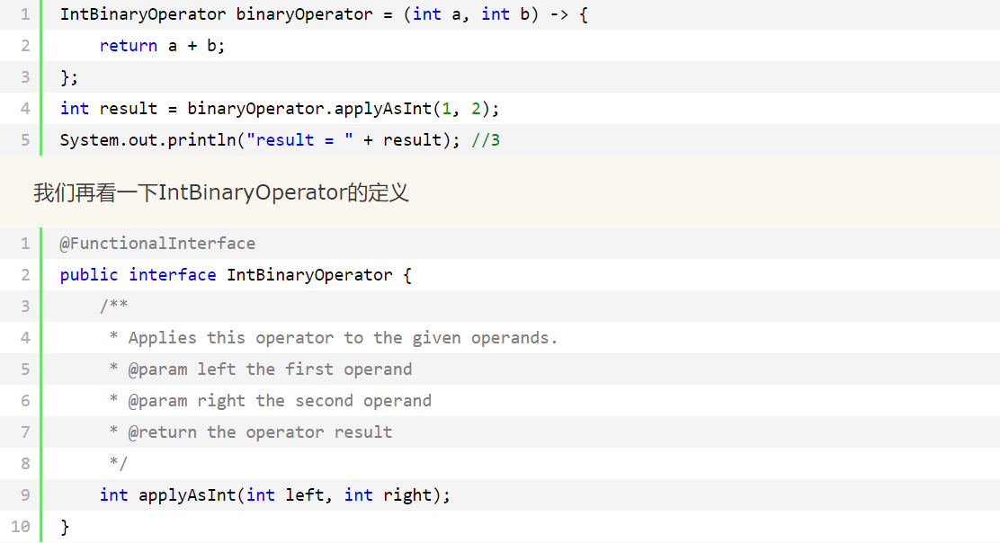 1 IntBinaryOperator binaryOperator = (int a, int b) -> {
2     return a + b;
3 };
4 int result = binaryOperator.applyAsInt(1, 2);
5 System.out.println("result = " + result); //3
我们再看一下IntBinaryOperator的定义
1 @FunctionalInterface
2 public interface IntBinaryOperator {
3     /**
4      * Applies this operator to the given operands.
5      * @param left the first operand
6      * @param right the second operand
7      * @return the operator result
8      */
9     int applyAsInt(int left, int right);
10 }